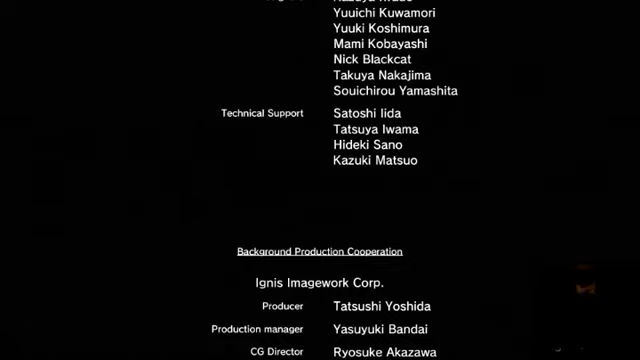 Yuuichi Kuwamori
Yuuki Koshimura
Mami Kobayashi
Nick Blackcat
Takuya Nakajima
Souichirou Yamashita
Technical Support Satoshi Iida
Tatsuya Iwama
Hideki Sano
Kazuki Matsuo
Background Production Cooperation
Ignis Imagework Corp.
Producer Tatsushi Yoshida
Production manager Yasuyuki Bandai
CG Director Ryosuke Akazawa